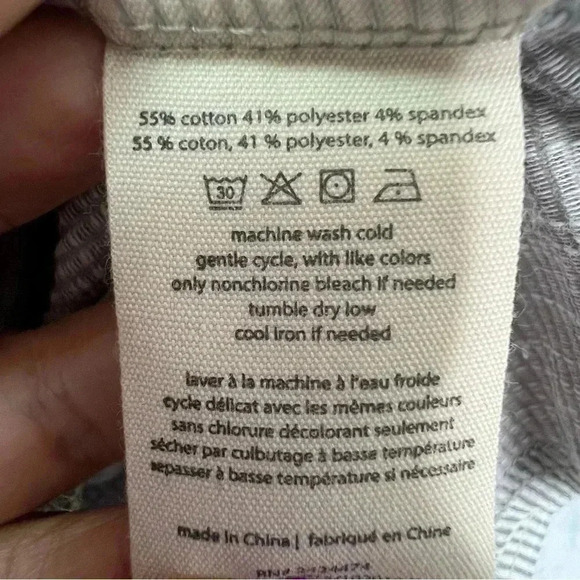 55% cotton 41% polyester 4% spandex
55 % coton, 41 % polyester, 4 % spandex
30
machine wash cold
gentle cycle, with like colors
only nonchlorine bleach if needed
tumble dry low
cool iron if needed
laver à la machine à l'eau froide
cycle délicat avec les mêmes couleurs
sans chlorure décolorant seulement
sécher par culbutage à basse température
repasser à basse température si nécessaire
made in China | fabriqué en Chine